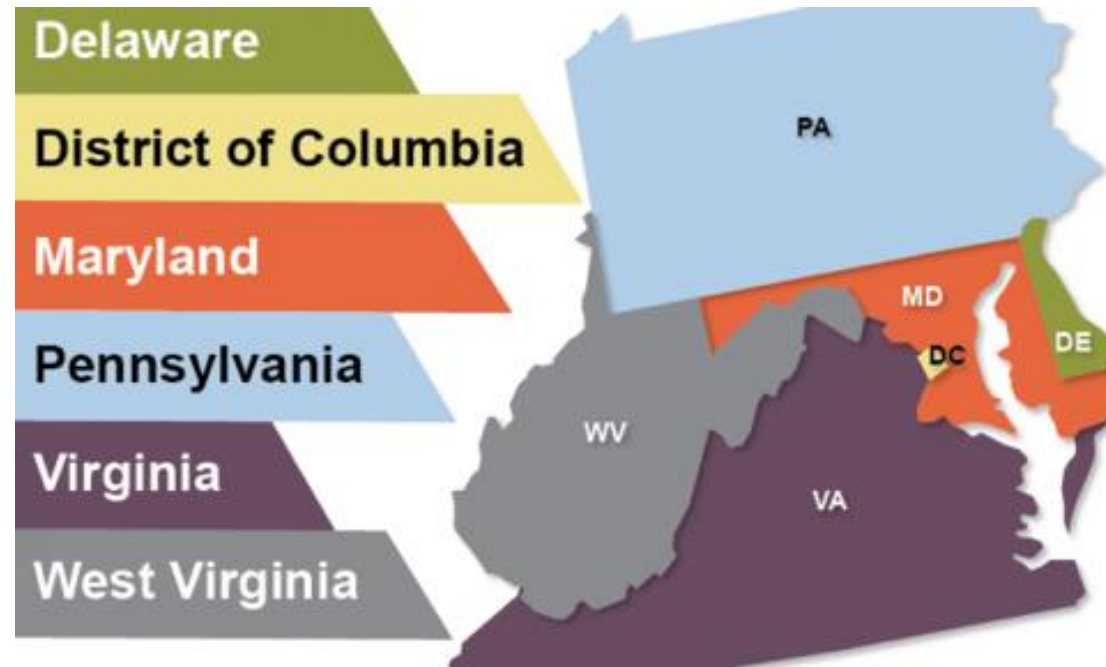 Delaware
District of Columbia
Maryland
Pennsylvania
Virginia
West Virginia
PA
MD
DE
DC
WV
VA